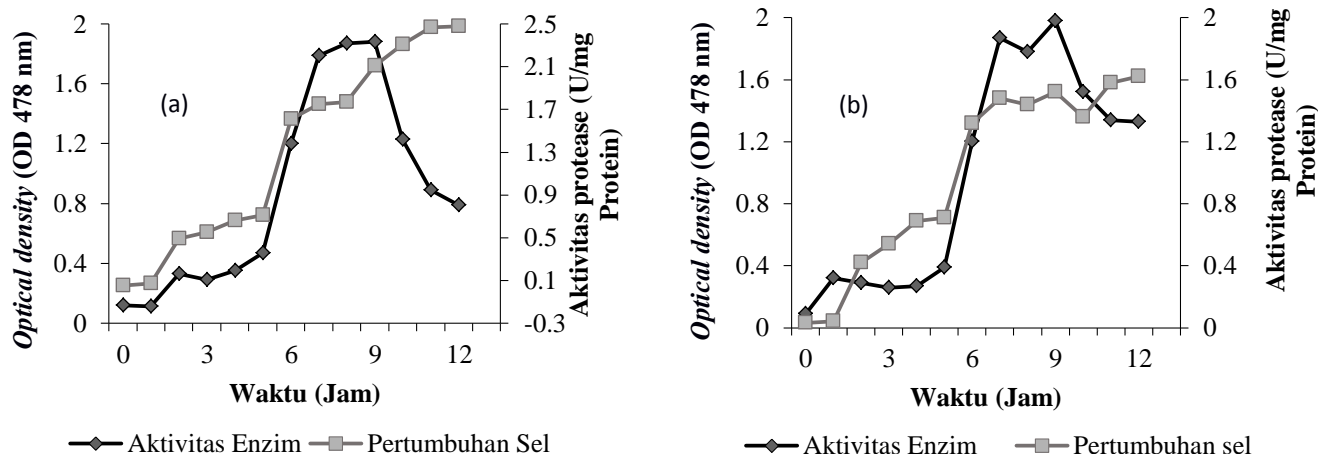 2
1.6
1.2
0.8
0.4
0
Optical density (OD 478 nm)
(a)
2.5
2.1
1.7
1.3
0.9
0.5
0.1
-0.3
Aktivitas protease (U/mg
Protein)
0 3 6 9 12
Waktu (Jam)
Aktivitas Enzim Pertumbuhan Sel
2
1.6
1.2
0.8
0.4
0
Optical density (OD 478 nm)
(b)
2
1.6
1.2
0.8
0.4
0
Aktivitas protease (U/mg
Protein)
0 3 6 9 12
Waktu (Jam)
Aktivitas Enzim Pertumbuhan sel